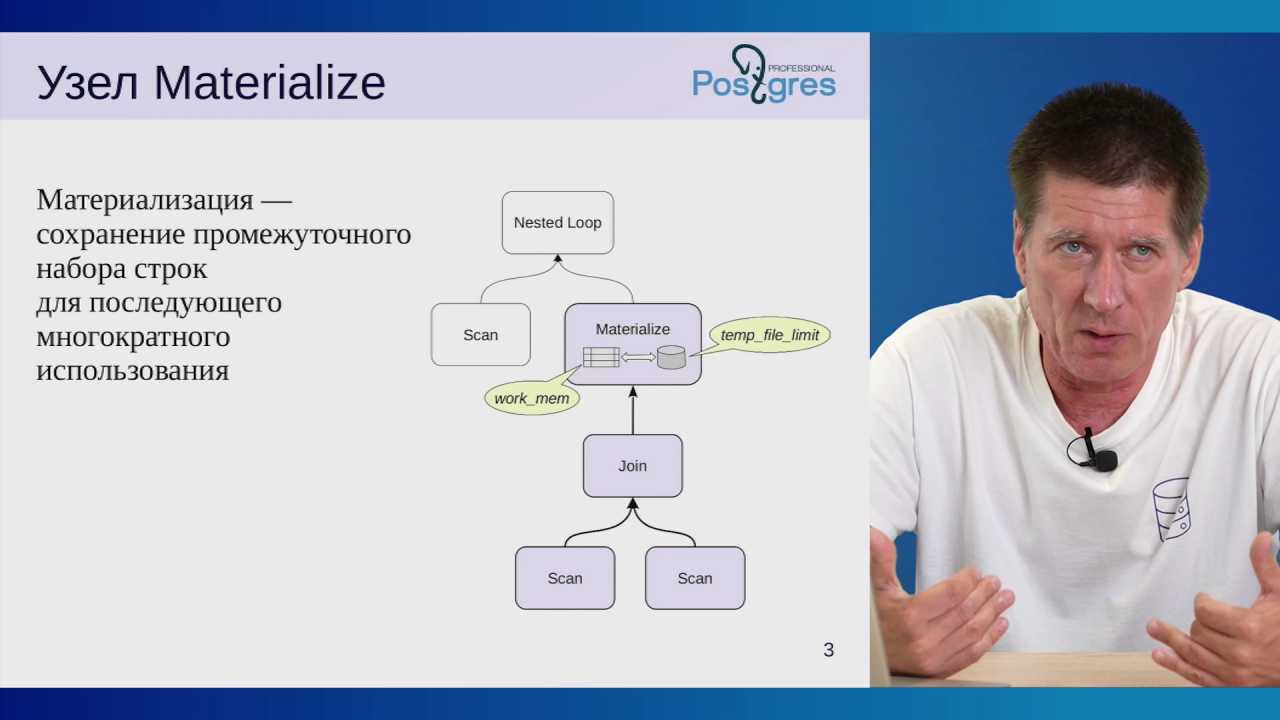 Узел Materialize
PROFESSIONAL
Postgres
Материализация —
сохранение промежуточного
набора строк
для последующего
многократного
использования
Nested Loop
Scan
Materialize
temp_file_limit
work_mem
Join
Scan
Scan
3